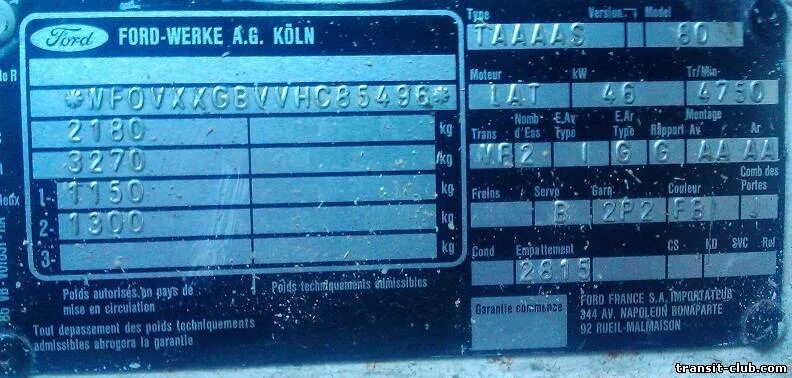 Ford FORD-WERKE A.G. KÖLN
*WF0VXXGBVVHC85496*
2180 kg
3270 kg
1- 1150 kg
2- 1300 kg
3- kg
Poids autorisés en pays de
mise en circulation
Poids techniquements admissibles
Tout depassement des poids techniquements
admissibles abrogera la garantie
Type Version Model
TAAAAS 80
Moteur kW Tr/Min
LAT 46 4750
Trans Nomb d'Ess E.Av Type E.Ar Type Rapport Montage Av Ar
2 I G G AA AA
Freins Servo Garn Couleur Comb des Portes
B 2P2 FB J
Cond Empattement CS KD SVC Ref
2815
Garantie commence
FORD FRANCE S.A. IMPORTATEUR
344 AV. NAPOLEON BONAPARTE
92 RUEIL-MALMAISON
transit-club.com